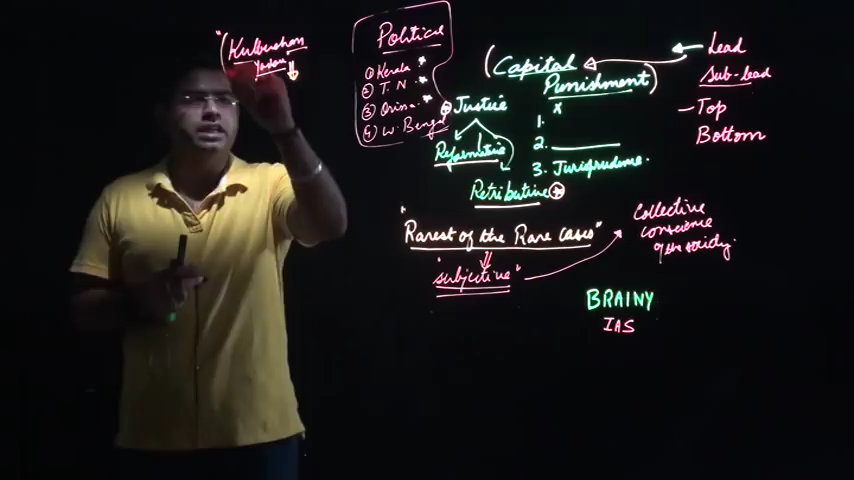 "(Kulbushan
Yadav
Political
① Kerala *
② T. N *
③ Orissa *
④ W. Bengal
(Capital
Punishment)
x
Lead
Sub-lead
- Top
Bottom
* Justice
Reformative
Retributive *
1.
2.
3. Jurisprudence.
"Rarest of the Rare cases"
"subjective"
Collective
conscience
of the society.
BRAINY
IAS